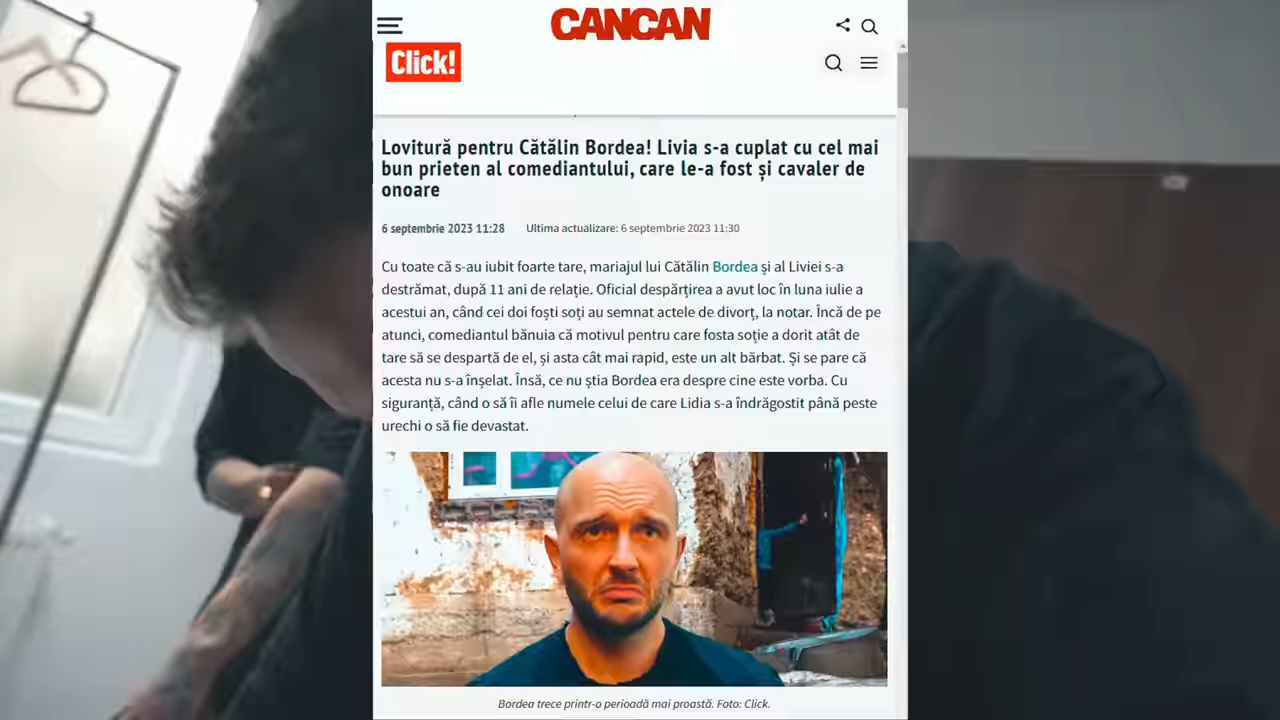 CANCAN
Click!
Lovitură pentru Cătălin Bordea! Livia s-a cuplat cu cel mai
bun prieten al comediantului, care le-a fost și cavaler de
onoare
6 septembrie 2023 11:28 Ultima actualizare: 6 septembrie 2023 11:30
Cu toate că s-au iubit foarte tare, mariajul lui Cătălin Bordea și al Liviei s-a
destrămat, după 11 ani de relație. Oficial despărțirea a avut loc în luna iulie a
acestui an, când cei doi foști soți au semnat actele de divorț, la notar. Încă de pe
atunci, comediantul bănuia că motivul pentru care fosta soție a dorit atât de
tare să se despartă de el, și asta cât mai rapid, este un alt bărbat. Și se pare că
acesta nu s-a înșelat. Însă, ce nu știa Bordea era despre cine este vorba. Cu
siguranță, când o să îi afle numele celui de care Lidia s-a îndrăgostit până peste
urechi o să fie devastat.
Bordea trece printr-o perioadă mai proastă. Foto: Click.